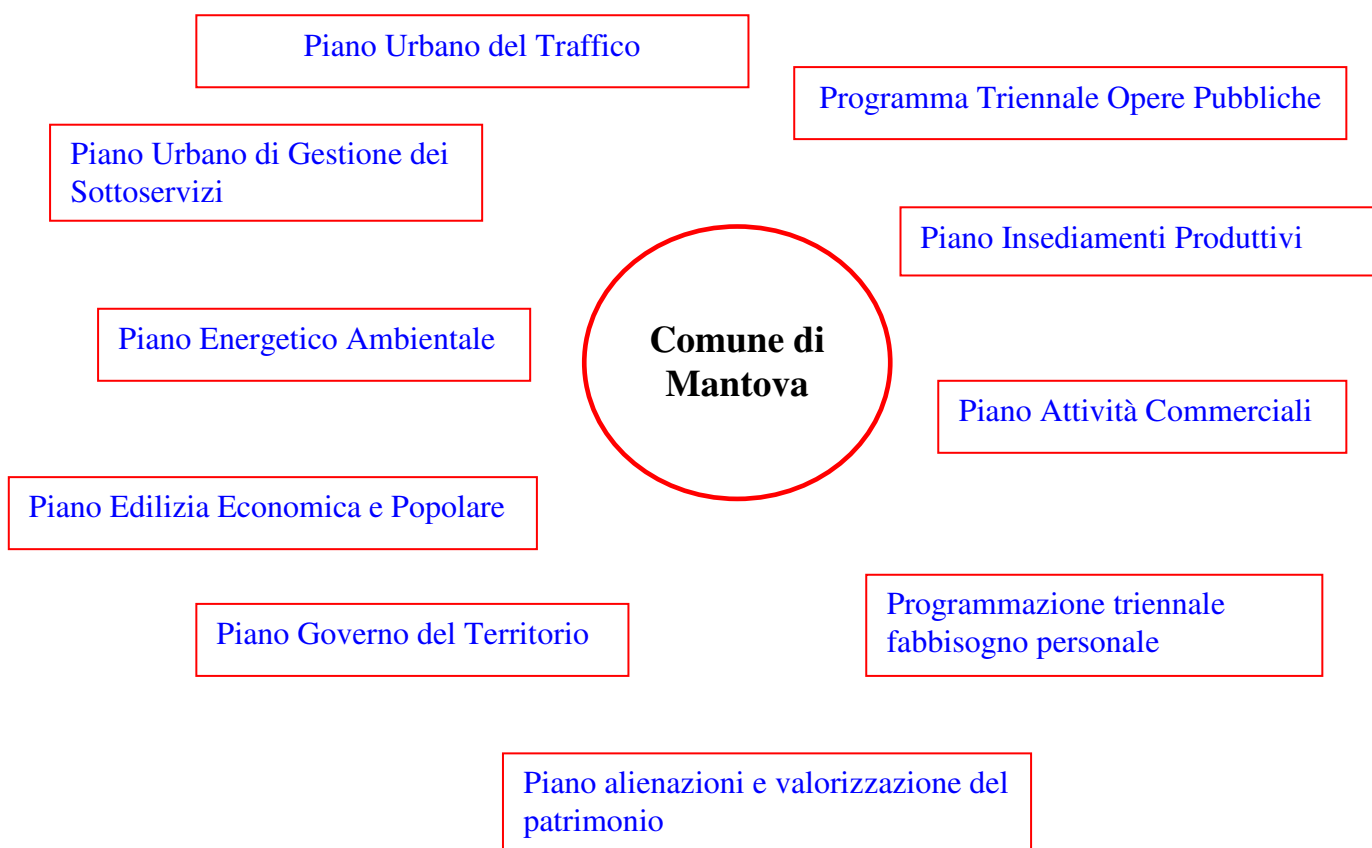 Piano Urbano del Traffico
Programma Triennale Opere Pubbliche
Piano Urbano di Gestione dei
Sottoservizi
Piano Insediamenti Produttivi
Piano Energetico Ambientale
Comune di
Mantova
Piano Attività Commerciali
Piano Edilizia Economica e Popolare
Programmazione triennale
fabbisogno personale
Piano Governo del Territorio
Piano alienazioni e valorizzazione del
patrimonio